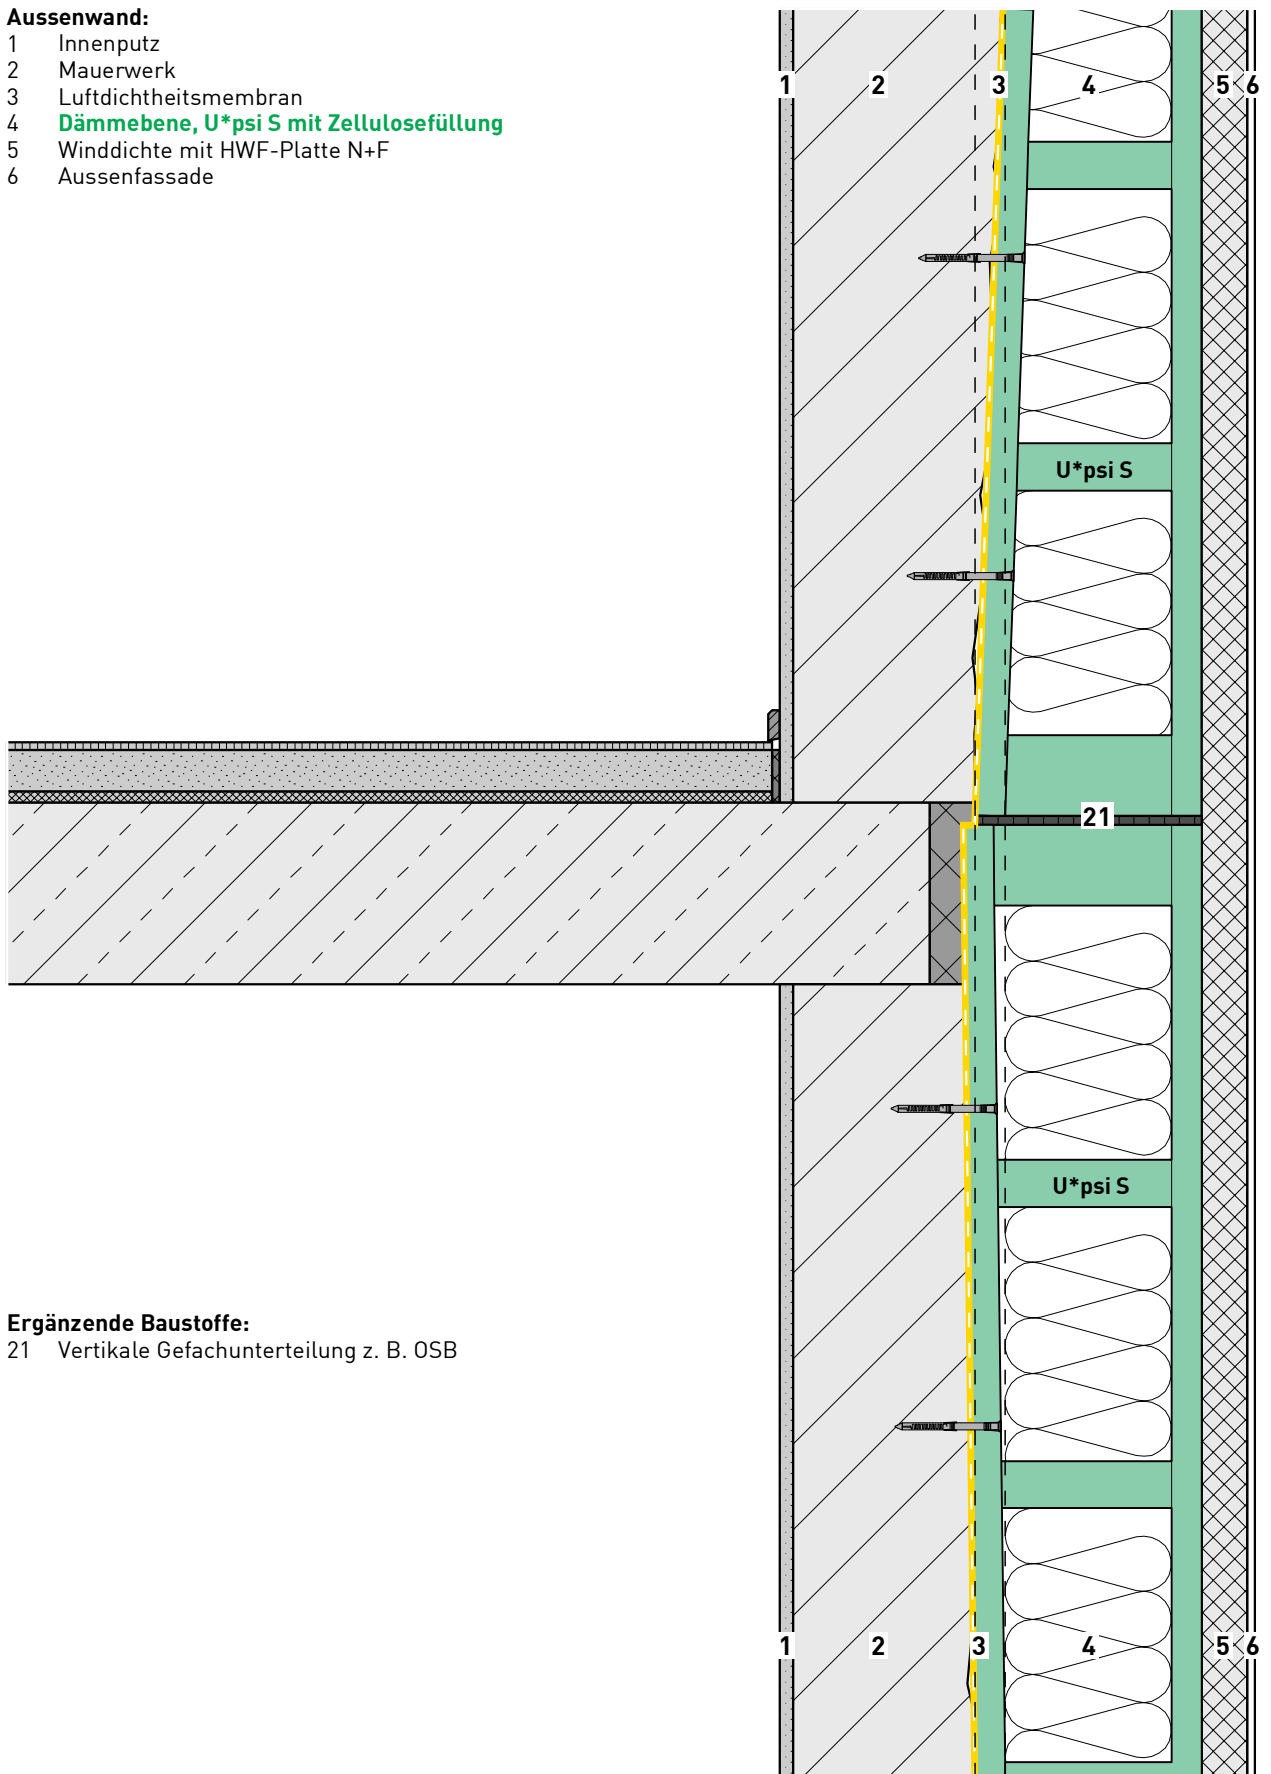 Aussenwand:
1 Innenputz
2 Mauerwerk
3 Luftdichtheitsmembran
4 Dämmebene, U*psi S mit Zellulosefüllung
5 Winddichte mit HWF-Platte N+F
6 Aussenfassade
1 2 3 4 5 6
U*psi S
21
U*psi S
Ergänzende Baustoffe:
21 Vertikale Gefachunterteilung z. B. OSB
1 2 3 4 5 6